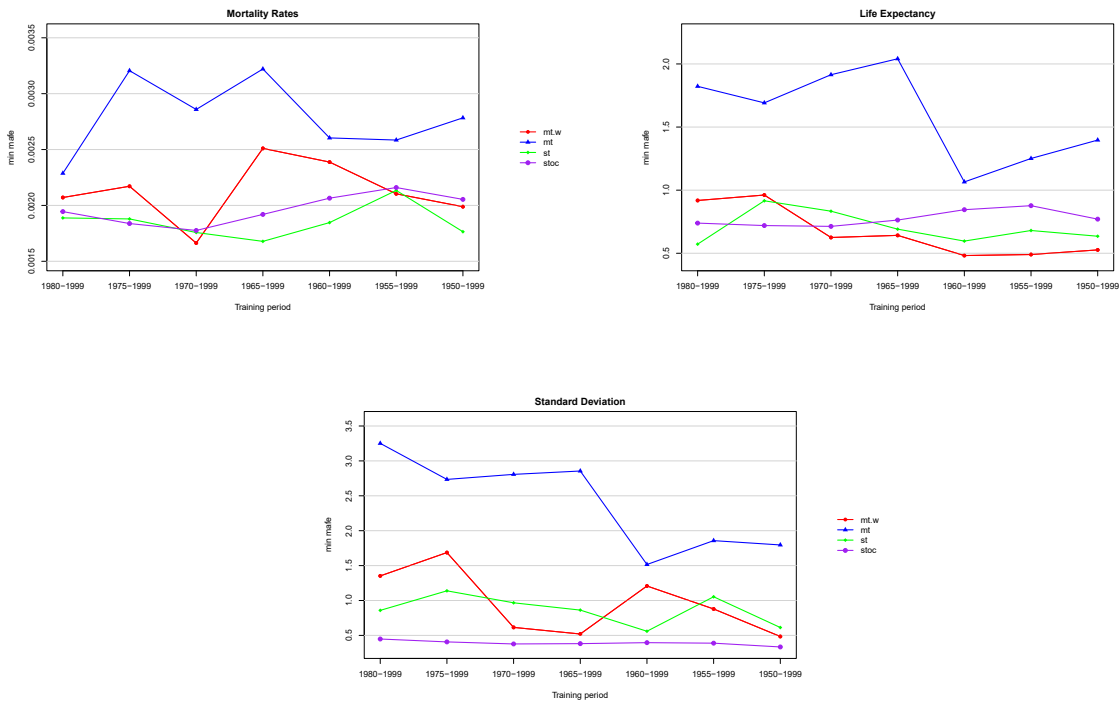 Mortality Rates
0.0035
0.0030
0.0025
0.0020
0.0015
min mafe
1980−1999 1975−1999 1970−1999 1965−1999 1960−1999 1955−1999 1950−1999
Training period
mt.w
mt
st
stoc
Life Expectancy
2.0
1.5
1.0
0.5
min mafe
1980−1999 1975−1999 1970−1999 1965−1999 1960−1999 1955−1999 1950−1999
Training period
Standard Deviation
3.5
3.0
2.5
2.0
1.5
1.0
0.5
min mafe
1980−1999 1975−1999 1970−1999 1965−1999 1960−1999 1955−1999 1950−1999
Training period
mt.w
mt
st
stoc